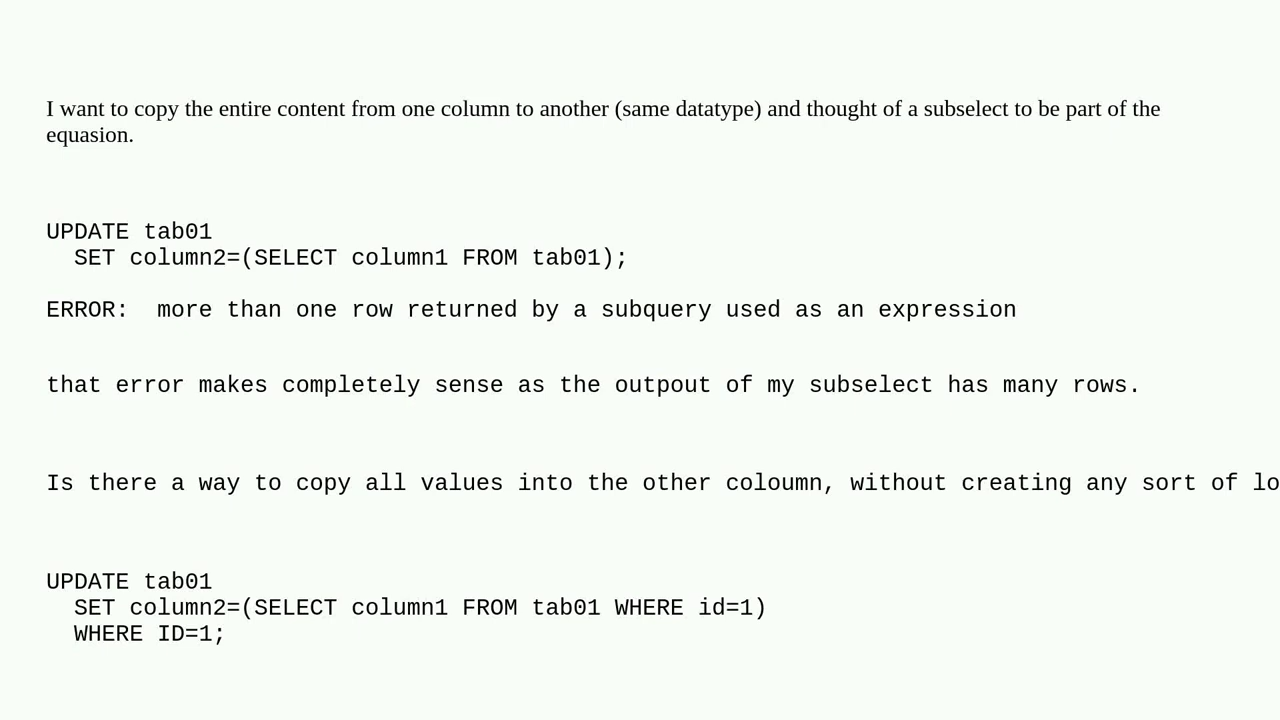 I want to copy the entire content from one column to another (same datatype) and thought of a subselect to be part of the
equasion.
UPDATE tab01
  SET column2=(SELECT column1 FROM tab01);
ERROR:  more than one row returned by a subquery used as an expression
that error makes completely sense as the outpout of my subselect has many rows.
Is there a way to copy all values into the other coloumn, without creating any sort of
UPDATE tab01
  SET column2=(SELECT column1 FROM tab01 WHERE id=1)
  WHERE ID=1;